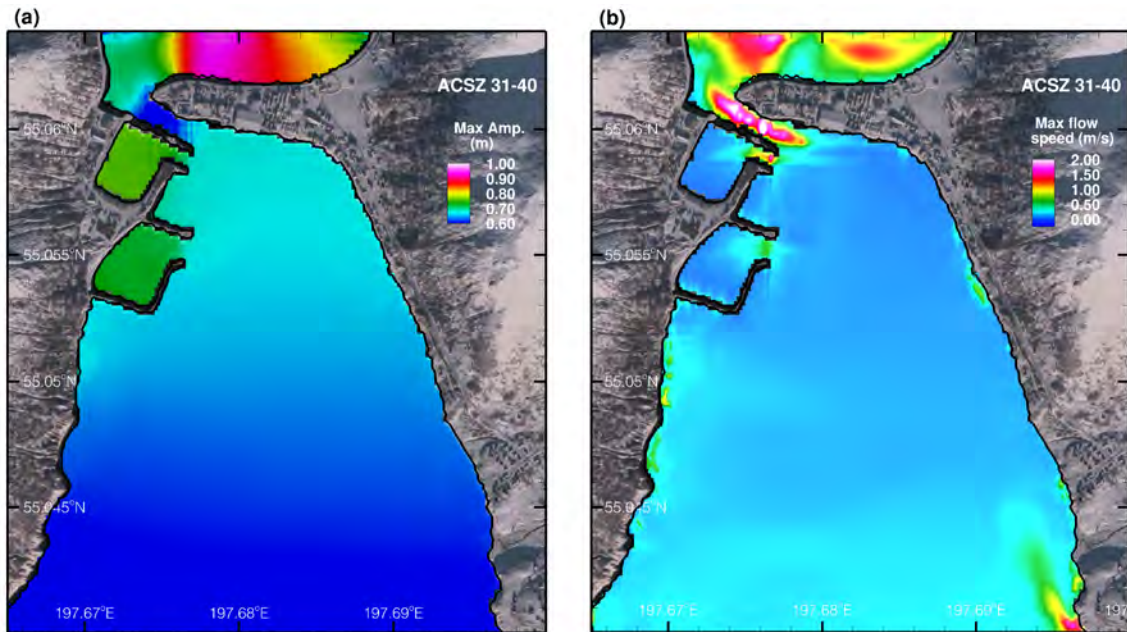 (a)
ACSZ 31-40
Max Amp.
(m)
1.00
0.90
0.80
0.70
0.60
55.06°N
55.055°N
55.05°N
55.045°N
197.67°E
197.68°E
197.69°E
(b)
ACSZ 31-40
Max flow
speed (m/s)
2.00
1.50
1.00
0.50
0.00
55.06°N
55.055°N
55.05°N
197.67°E
197.68°E
197.69°E